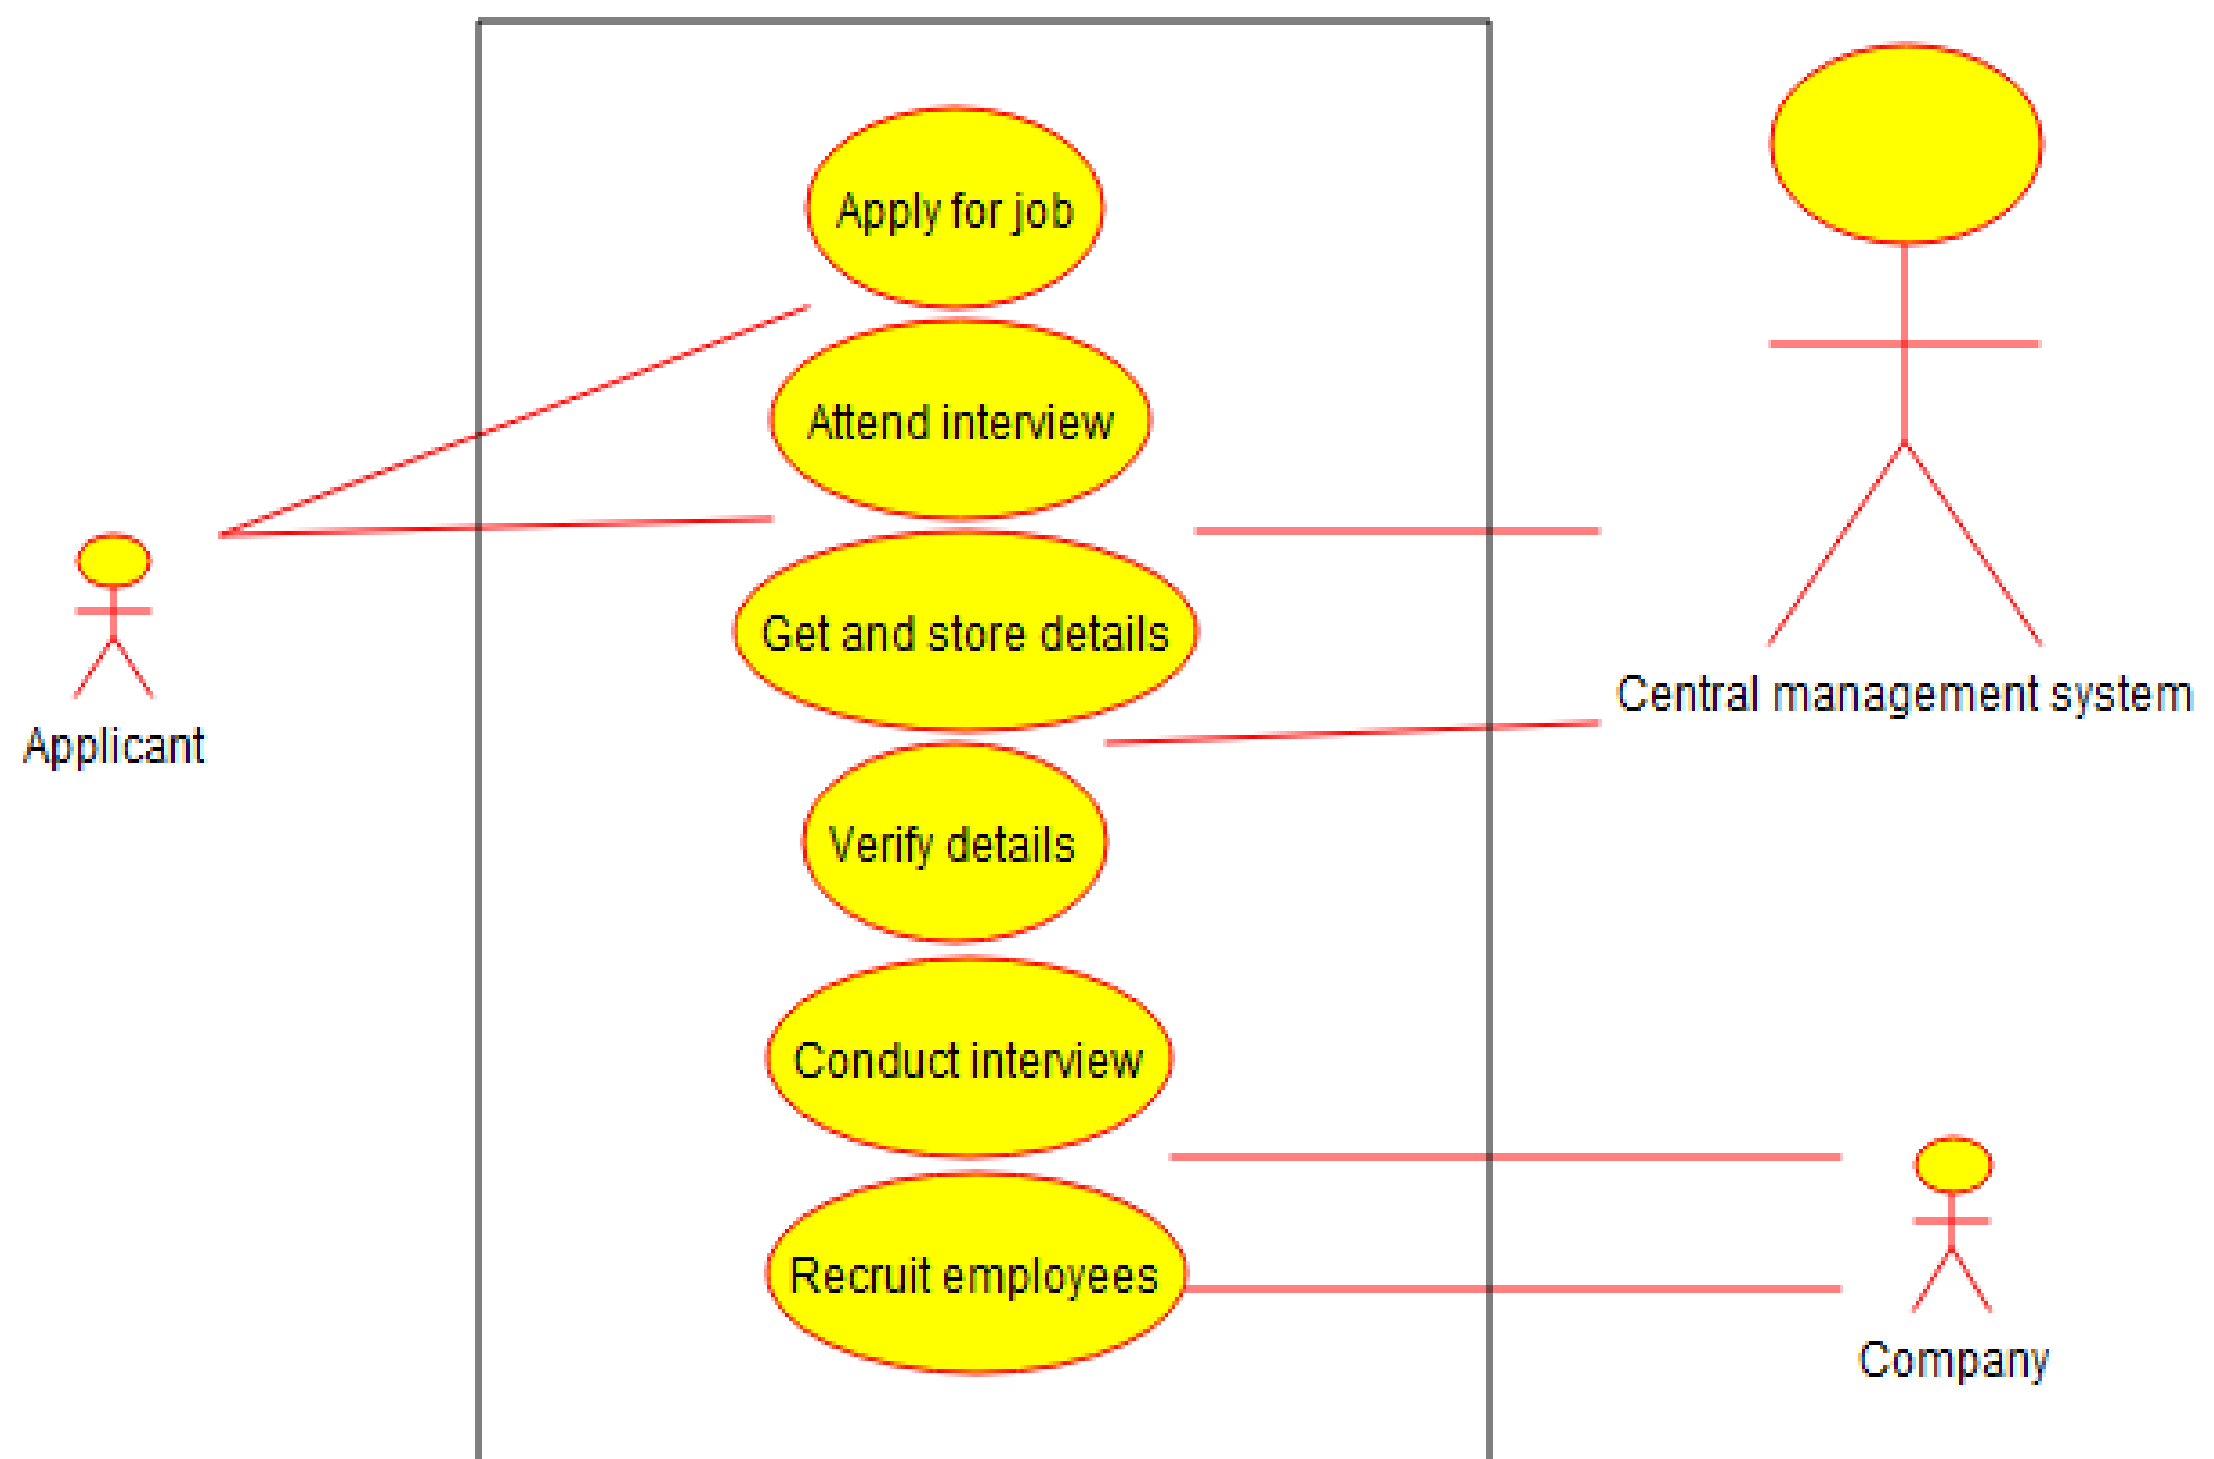 Apply for job
Attend interview
Get and store details
Central management system
Applicant
Verify details
Conduct interview
Recruit employees
Company